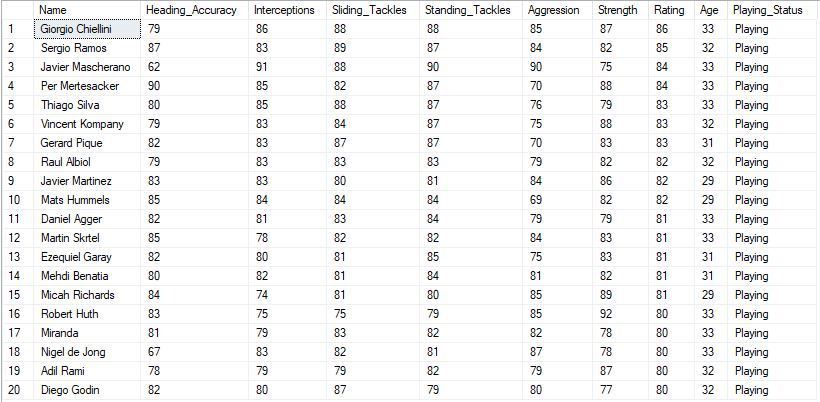 Name Heading_Accuracy Interceptions Sliding_Tackles Standing_Tackles Aggression Strength Rating Age Playing_Status
1 Giorgio Chiellini 79 86 88 88 85 87 86 33 Playing
2 Sergio Ramos 87 83 89 87 84 82 85 32 Playing
3 Javier Mascherano 62 91 88 90 90 75 84 33 Playing
4 Per Mertesacker 90 85 82 87 70 88 84 33 Playing
5 Thiago Silva 80 85 88 87 76 79 83 33 Playing
6 Vincent Kompany 79 83 84 87 75 88 83 32 Playing
7 Gerard Pique 82 83 87 87 70 83 83 31 Playing
8 Raul Albiol 79 83 83 83 79 82 82 32 Playing
9 Javier Martinez 83 83 80 81 84 86 82 29 Playing
10 Mats Hummels 85 84 84 84 69 82 82 29 Playing
11 Daniel Agger 82 81 83 84 79 79 81 33 Playing
12 Martin Skrtel 85 78 82 82 84 83 81 33 Playing
13 Ezequiel Garay 82 80 81 85 75 83 81 31 Playing
14 Mehdi Benatia 80 82 81 84 81 82 81 31 Playing
15 Micah Richards 84 74 81 80 85 89 81 29 Playing
16 Robert Huth 83 75 75 79 85 92 80 33 Playing
17 Miranda 81 79 83 82 82 78 80 33 Playing
18 Nigel de Jong 67 83 82 81 87 78 80 33 Playing
19 Adil Rami 78 79 79 82 79 87 80 32 Playing
20 Diego Godin 82 80 87 79 80 77 80 32 Playing